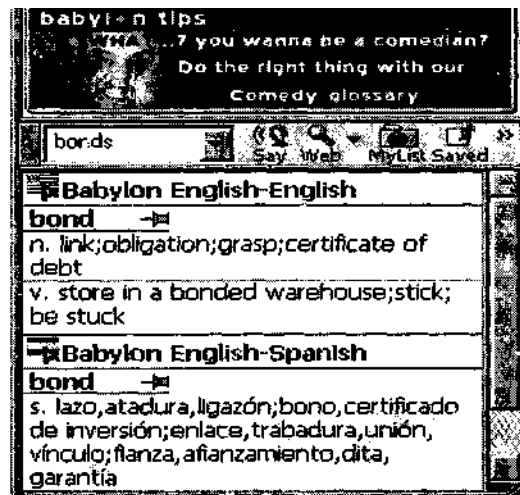 babylon tips
...? you wanna be a comedian?
Do the right thing with our
Comedy glossary
bonds
Say Web MyList Saved »
Babylon English-English
bond
n. link;obligation;grasp;certificate of
debt
v. store in a bonded warehouse;stick;
be stuck
Babylon English-Spanish
bond
s. lazo,atadura,ligazón;bono,certificado
de inversión;enlace,trabadura,unión,
vínculo;fianza,afianzamiento,dita,
garantía